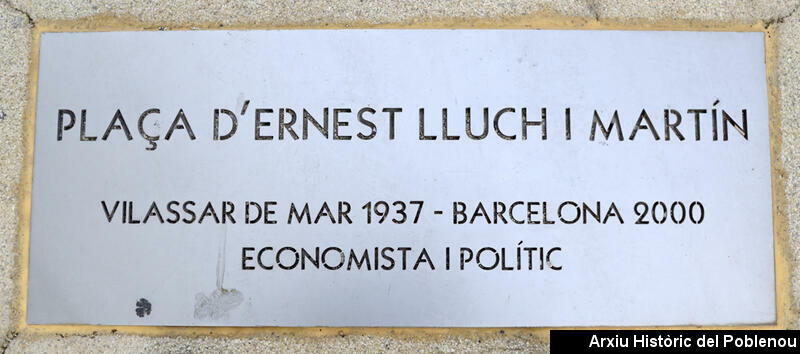 PLAÇA D'ERNEST LLUCH I MARTÍN
VILASSAR DE MAR 1937 - BARCELONA 2000
ECONOMISTA I POLÍTIC
Arxiu Històric del Poblenou